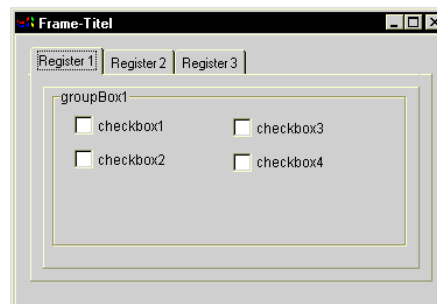 Frame-Titel
Register 1 Register 2 Register 3
groupBox1
checkbox1 checkbox3
checkbox2 checkbox4